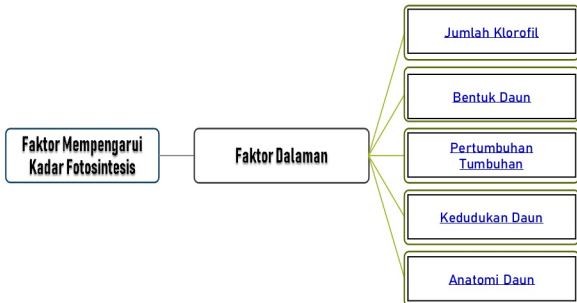 Faktor Mempengarui
Kadar Fotosintesis
Faktor Dalaman
Jumlah Klorofil
Bentuk Daun
Pertumbuhan
Tumbuhan
Kedudukan Daun
Anatomi Daun